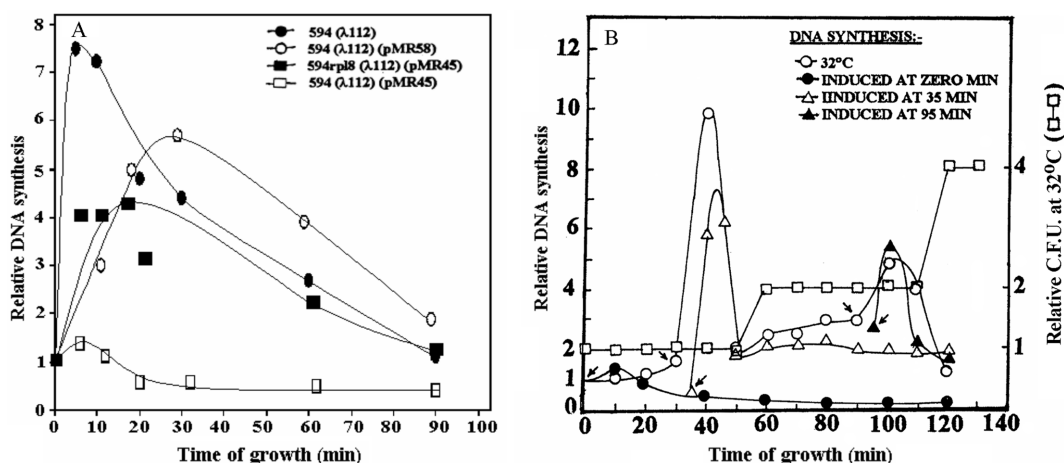 A
594 (λ112)
594 (λ112) (pMR58)
594rpl8 (λ112) (pMR45)
594 (λ112) (pMR45)
Relative DNA synthesis
8
7
6
5
4
3
2
1
0
0 10 20 30 40 50 60 70 80 90 100
Time of growth (min)
B
DNA SYNTHESIS:-
32ºC
INDUCED AT ZERO MIN
IINDUCED AT 35 MIN
INDUCED AT 95 MIN
Relative DNA synthesis
12
10
8
6
4
2
1
0
0 20 40 60 80 100 120
Time of growth (min)
4
2
1
Relative C.F.U. at 32ºC ( )